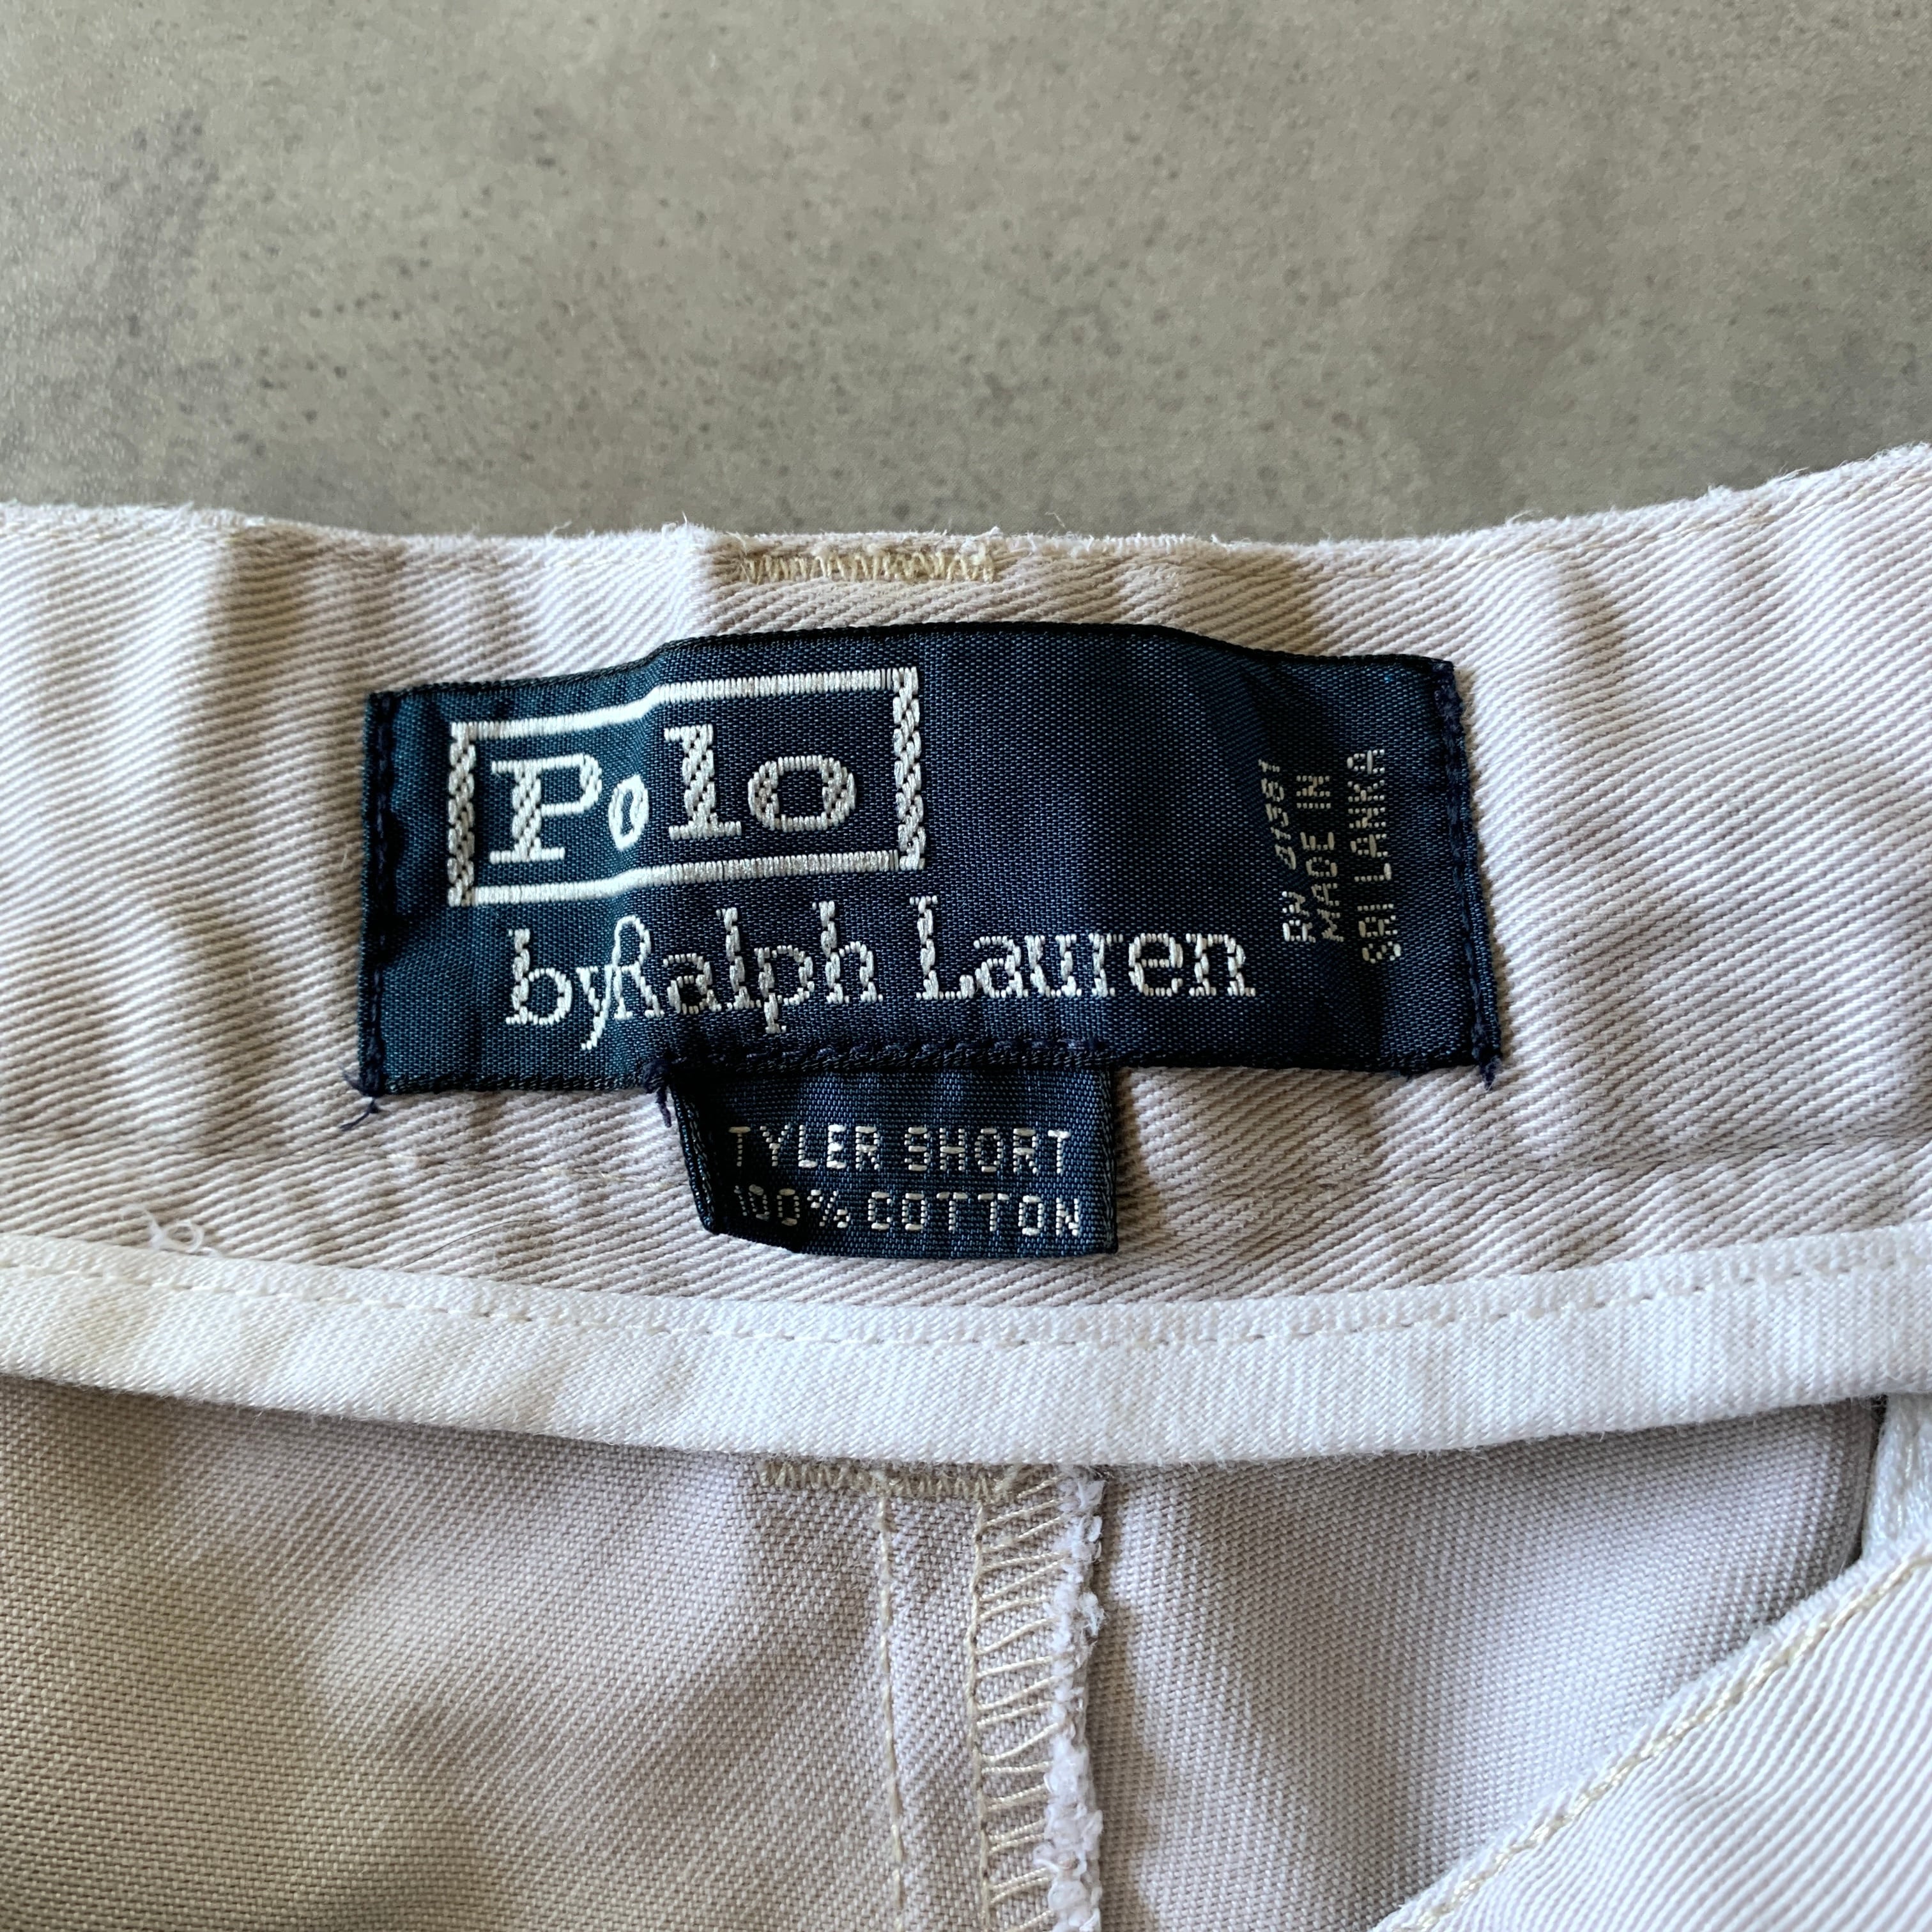 Polo
by Ralph Lauren
RN 41381
MADE IN
SRI LANKA
TYLER SHORT
100% COTTON